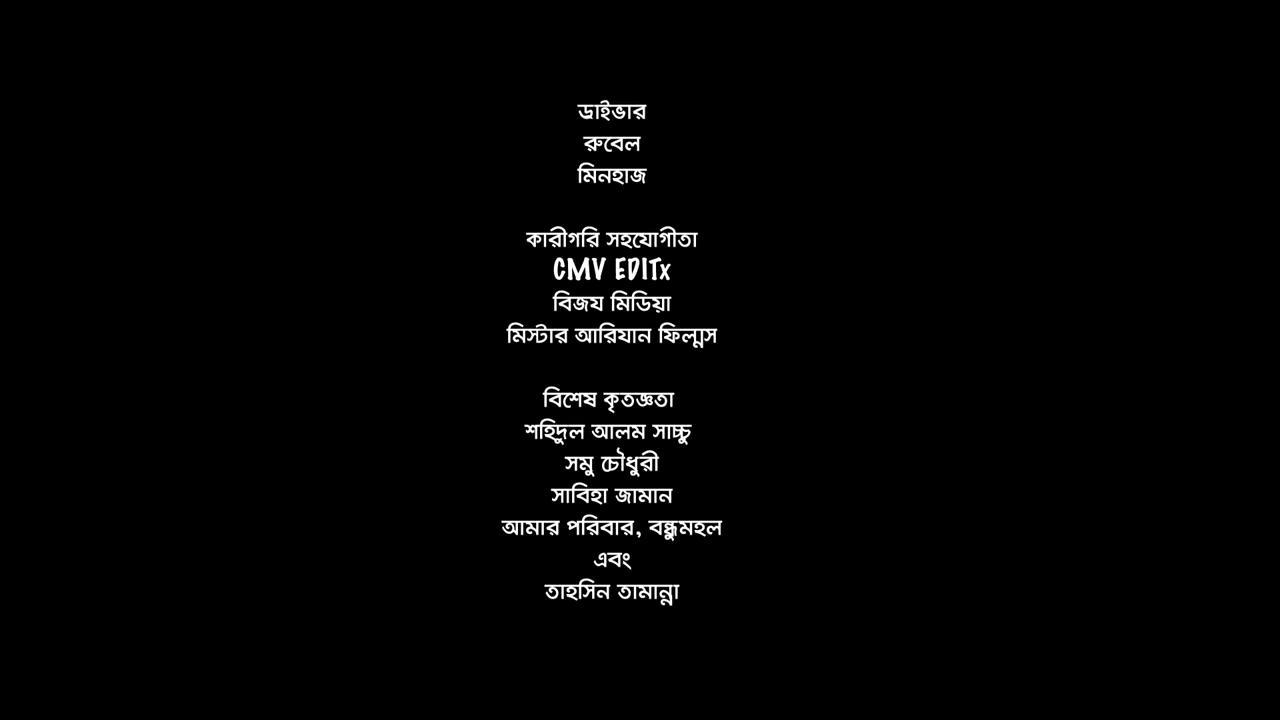 ড্রাইভার
রুবেল
মিনহাজ
কারীগরি সহযোগীতা
CMV EDITx
বিজয মিডিয়া
মিস্টার আরিযান ফিল্মস
বিশেষ কৃতজ্ঞতা
শহিদুল আলম সাচ্চু
সমু চৌধুরী
সাবিহা জামান
আমার পরিবার, বন্ধুমহল
এবং
তাহসিন তামান্না